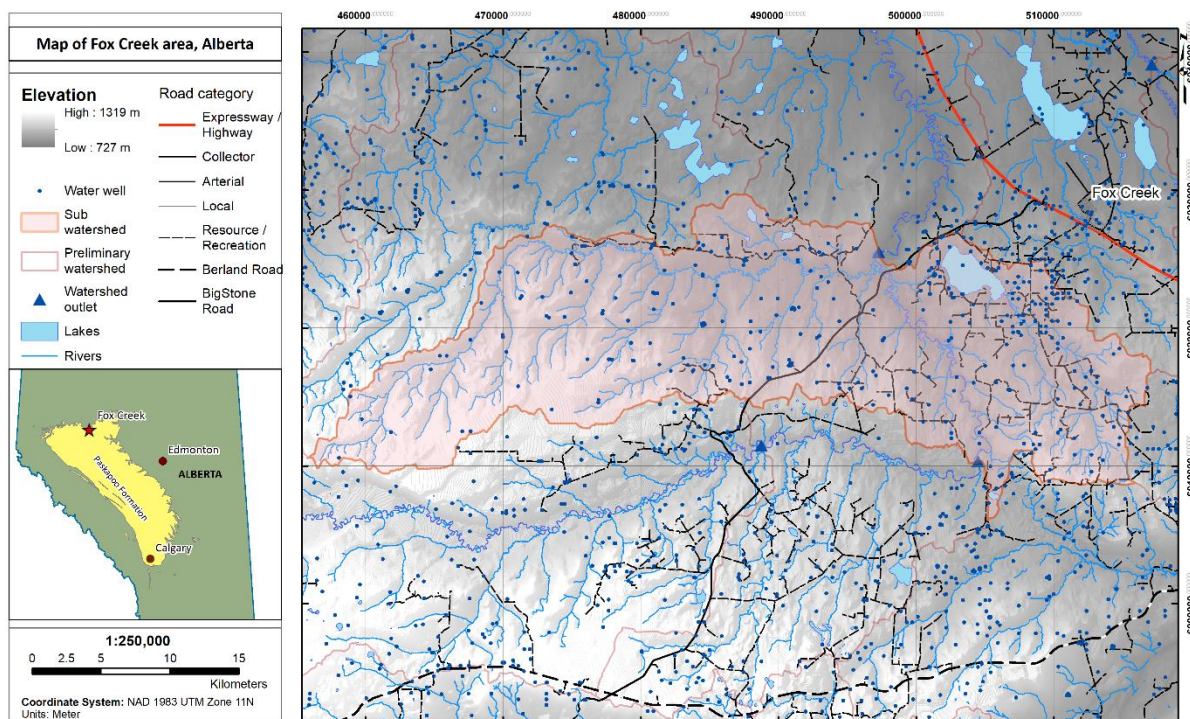 Map of Fox Creek area, Alberta
Elevation
High : 1319 m
Low : 727 m
Water well
Sub
watershed
Preliminary
watershed
Watershed
outlet
Lakes
Rivers
Road category
Expressway /
Highway
Collector
Arterial
Local
Resource /
Recreation
Berland Road
BigStone
Road
Fox Creek
Edmonton
ALBERTA
Paskapoo Formation
Calgary
1:250,000
0 2.5 5 10 15
Kilometers
Coordinate System: NAD 1983 UTM Zone 11N
Units: Meter
460000 470000 480000 490000 500000 510000
Fox Creek